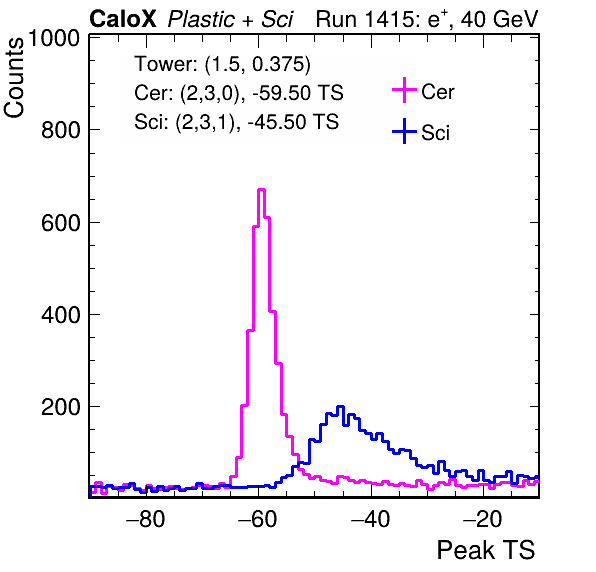 CaloX Plastic + Sci Run 1415: e+, 40 GeV
Counts
1000
800
600
400
200
Tower: (1.5, 0.375)
Cer: (2,3,0), -59.50 TS
Sci: (2,3,1), -45.50 TS
Cer
Sci
−80 −60 −40 −20
Peak TS